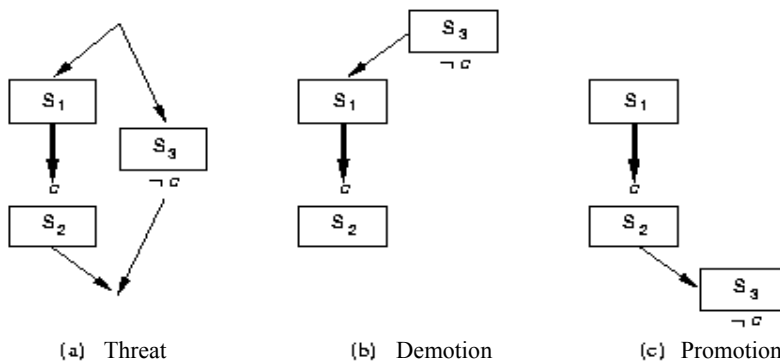 S3
¬ c
S1
S1
S1
S3
¬ c
c
c
c
S2
S2
S2
S3
¬ c
(a) Threat
(b) Demotion
(c) Promotion